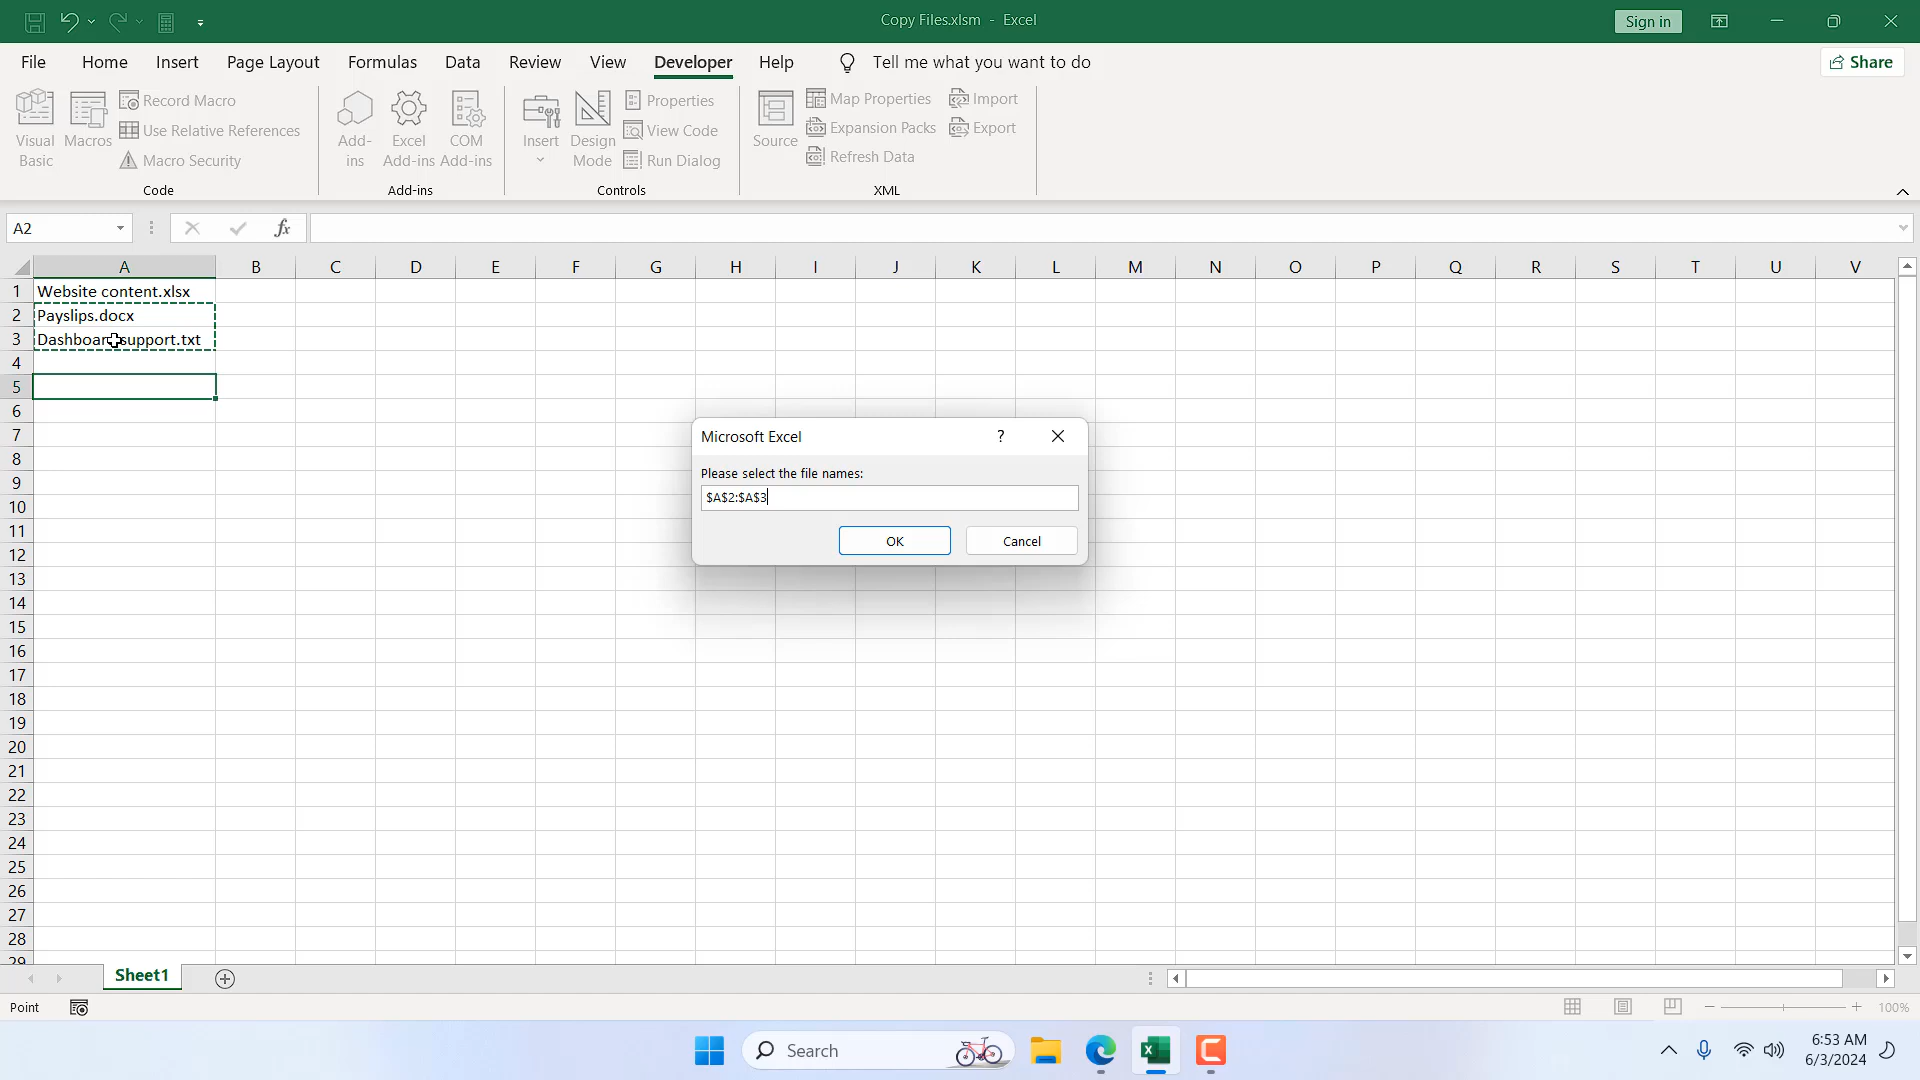 Copy Files.xlsm - Excel
Sign in
File Home Insert Page Layout Formulas Data Review View Developer Help Tell me what you want to do
Share
Visual Basic
Macros
Record Macro
Use Relative References
Macro Security
Code
Add-ins
Excel Add-ins
COM Add-ins
Add-ins
Insert
Design Mode
Properties
View Code
Run Dialog
Controls
Source
Map Properties
Expansion Packs
Refresh Data
Import
Export
XML
A2
fx
A B C D E F G H I J K L M N O P Q R S T U V
1 Website content.xlsx
2 Payslips.docx
3 Dashboard support.txt
4
5
6
7
8
9
10
11
12
13
14
15
16
17
18
19
20
21
22
23
24
25
26
27
28
29
Microsoft Excel ?
Please select the file names:
$A$2:$A$3
OK Cancel
Sheet1
Point
100%
Search
6:53 AM
6/3/2024